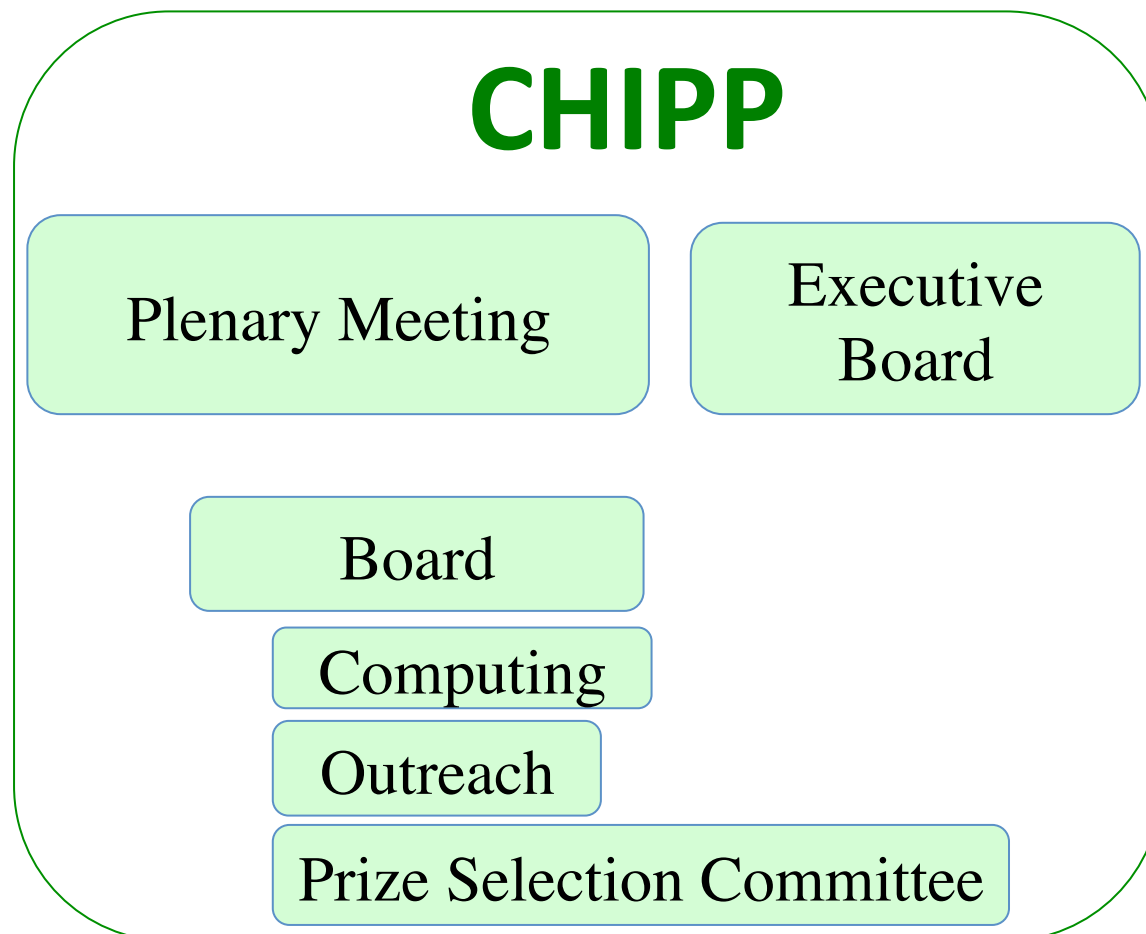 CHIPP
Plenary Meeting
Executive
Board
Board
Computing
Outreach
Prize Selection Committee